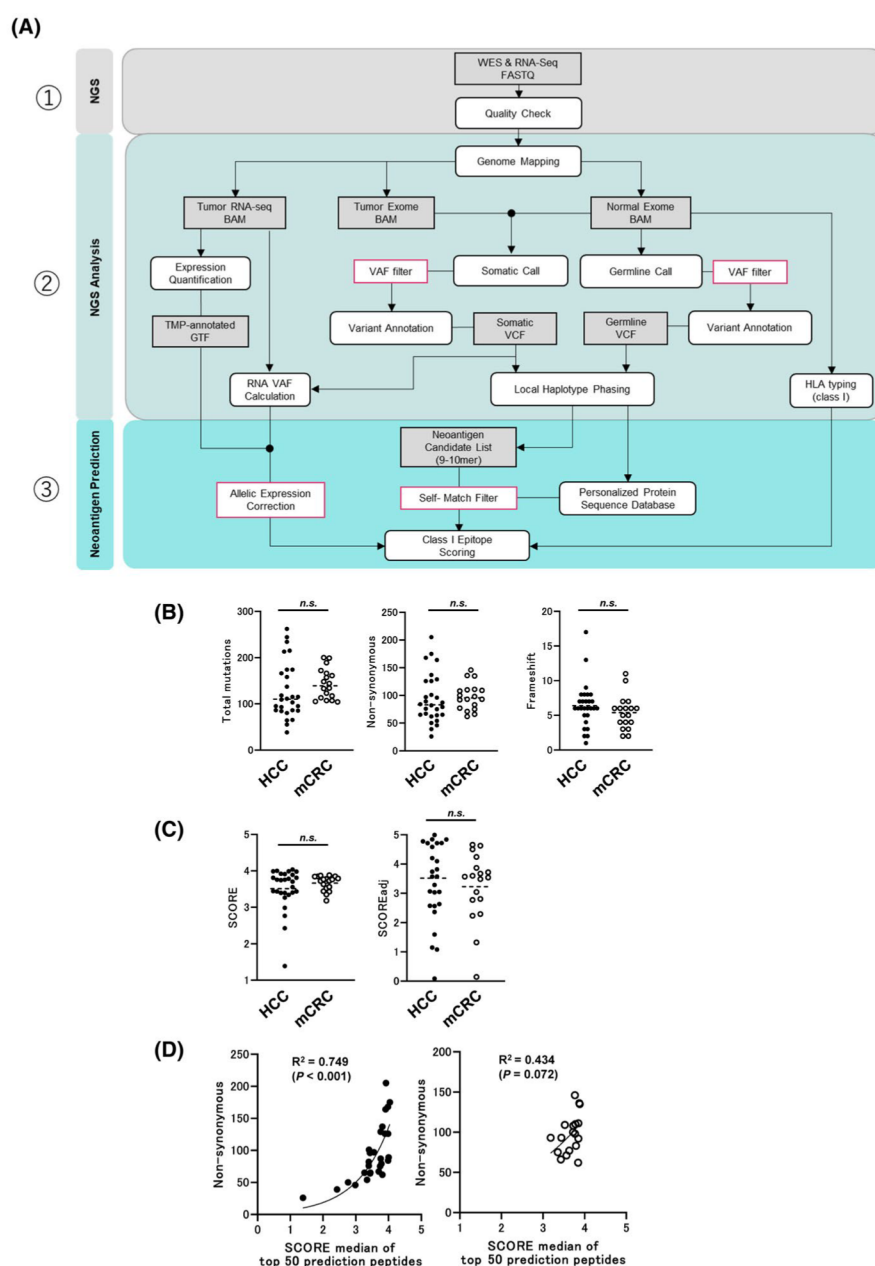 (A)
① NGS
WES & RNA-Seq
FASTQ
Quality Check
② NGS Analysis
Genome Mapping
Tumor RNA-seq
BAM
Tumor Exome
BAM
Normal Exome
BAM
Expression
Quantification
VAF filter
Somatic Call
Germline Call
VAF filter
TMP-annotated
GTF
Variant Annotation
Somatic
VCF
Germline
VCF
Variant Annotation
RNA VAF
Calculation
Local Haplotype Phasing
HLA typing
(class I)
③ Neoantigen Prediction
Neoantigen
Candidate List
(9-10mer)
Allelic Expression
Correction
Self- Match Filter
Personalized Protein
Sequence Database
Class I Epitope
Scoring
(B)
n.s.
Total mutations
300
200
100
0
HCC
mCRC
n.s.
Non-synonymous
250
200
150
100
50
0
HCC
mCRC
n.s.
Frameshift
20
15
10
5
0
HCC
mCRC
(C)
n.s.
SCORE
5
4
3
2
1
HCC
mCRC
n.s.
SCOREadj
5
4
3
2
1
0
HCC
mCRC
(D)
R² = 0.749
(P < 0.001)
Non-synonymous
250
200
150
100
50
0
0 1 2 3 4 5
SCORE median of
top 50 prediction peptides
R² = 0.434
(P = 0.072)
Non-synonymous
200
150
100
50
0
1 2 3 4 5
SCORE median of
top 50 prediction peptides